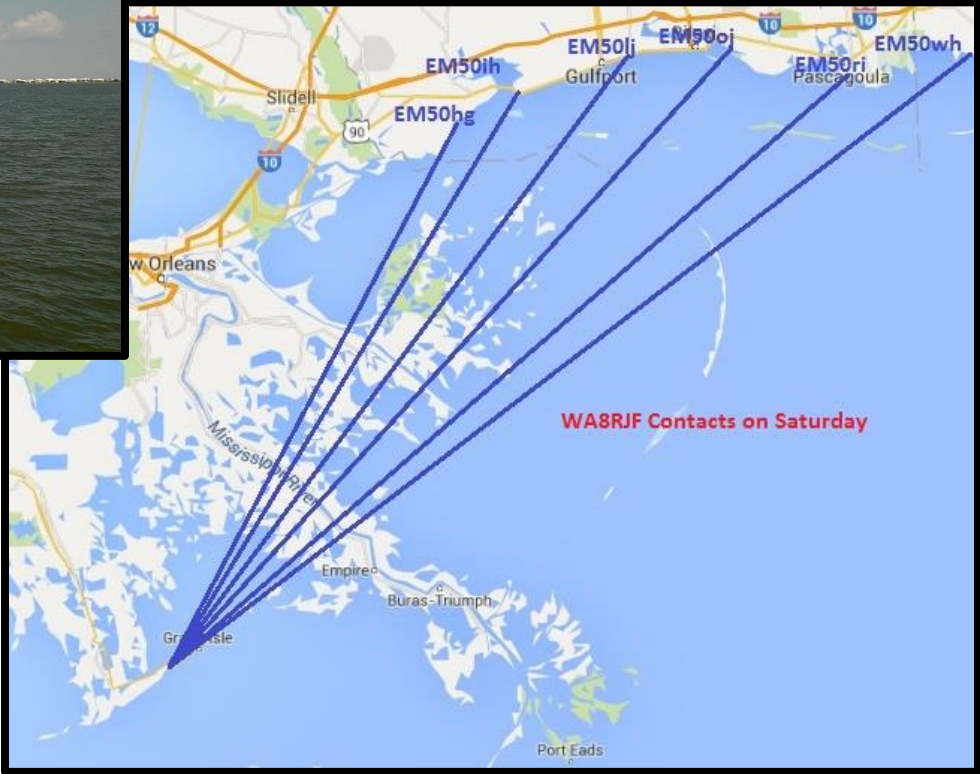 12
10
10
EM50lj
EM50oj
EM50wh
EM50ih
Gulfport
EM50ri
Pascagoula
Slidell
EM50hg
90
10
w Orleans
WA8RJF Contacts on Saturday
Mississippi River
Empire
Buras-Triumph
Port Eads